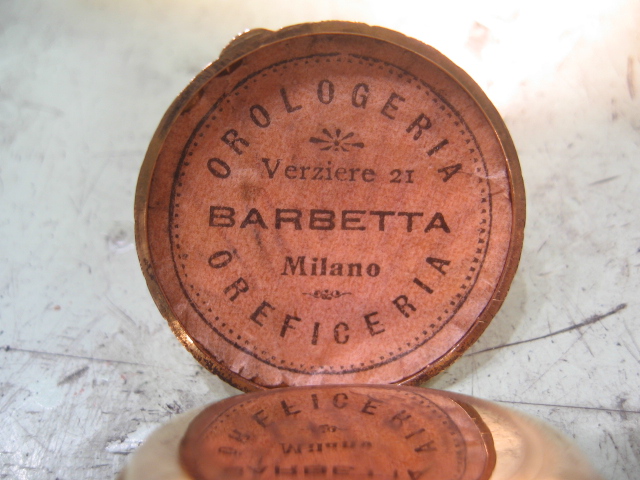 OROLOGERIA
Verziere 21
BARBETTA
Milano
OREFICERIA